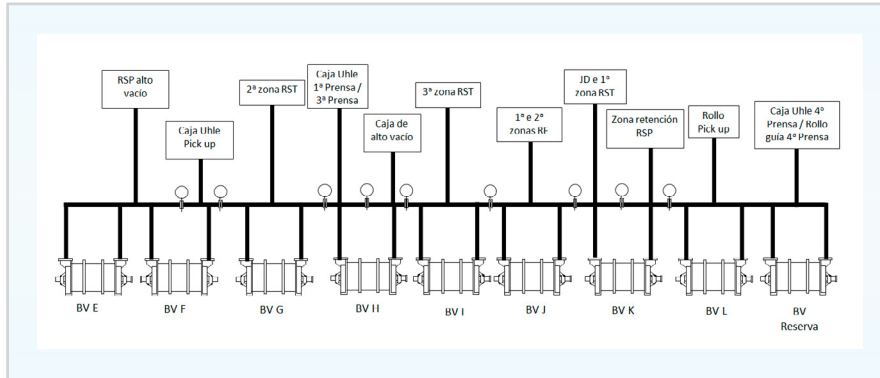 RSP alto
vacío
Caja Uhle
Pick up
2ª zona RST
Caja Uhle
1ª Prensa /
3ª Prensa
Caja de
alto vacío
3ª zona RST
1ª e 2ª
zonas RF
JD e 1ª
zona RST
Zona retención
RSP
Rollo
Pick up
Caja Uhle 4ª
Prensa / Rollo
guía 4ª Prensa
BV E
BV F
BV G
BV H
BV I
BV J
BV K
BV L
BV
Reserva